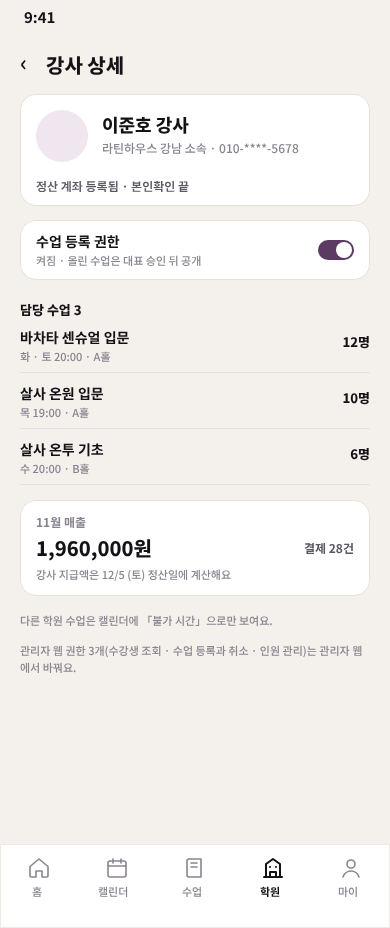 9:41
‹ 강사 상세
이준호 강사
라틴하우스 강남 소속 · 010-****-5678
정산 계좌 등록됨 · 본인확인 끝
수업 등록 권한
켜짐 · 올린 수업은 대표 승인 뒤 공개
담당 수업 3
바차타 센슈얼 입문
12명
화 · 토 20:00 · A홀
살사 온원 입문
10명
목 19:00 · A홀
살사 온투 기초
6명
수 20:00 · B홀
11월 매출
1,960,000원
결제 28건
강사 지급액은 12/5 (토) 정산일에 계산해요
다른 학원 수업은 캘린더에 「불가 시간」으로만 보여요.
관리자 웹 권한 3개(수강생 조회 · 수업 등록과 취소 · 인원 관리)는 관리자 웹
에서 바꿔요.
홈 캘린더 수업 학원 마이